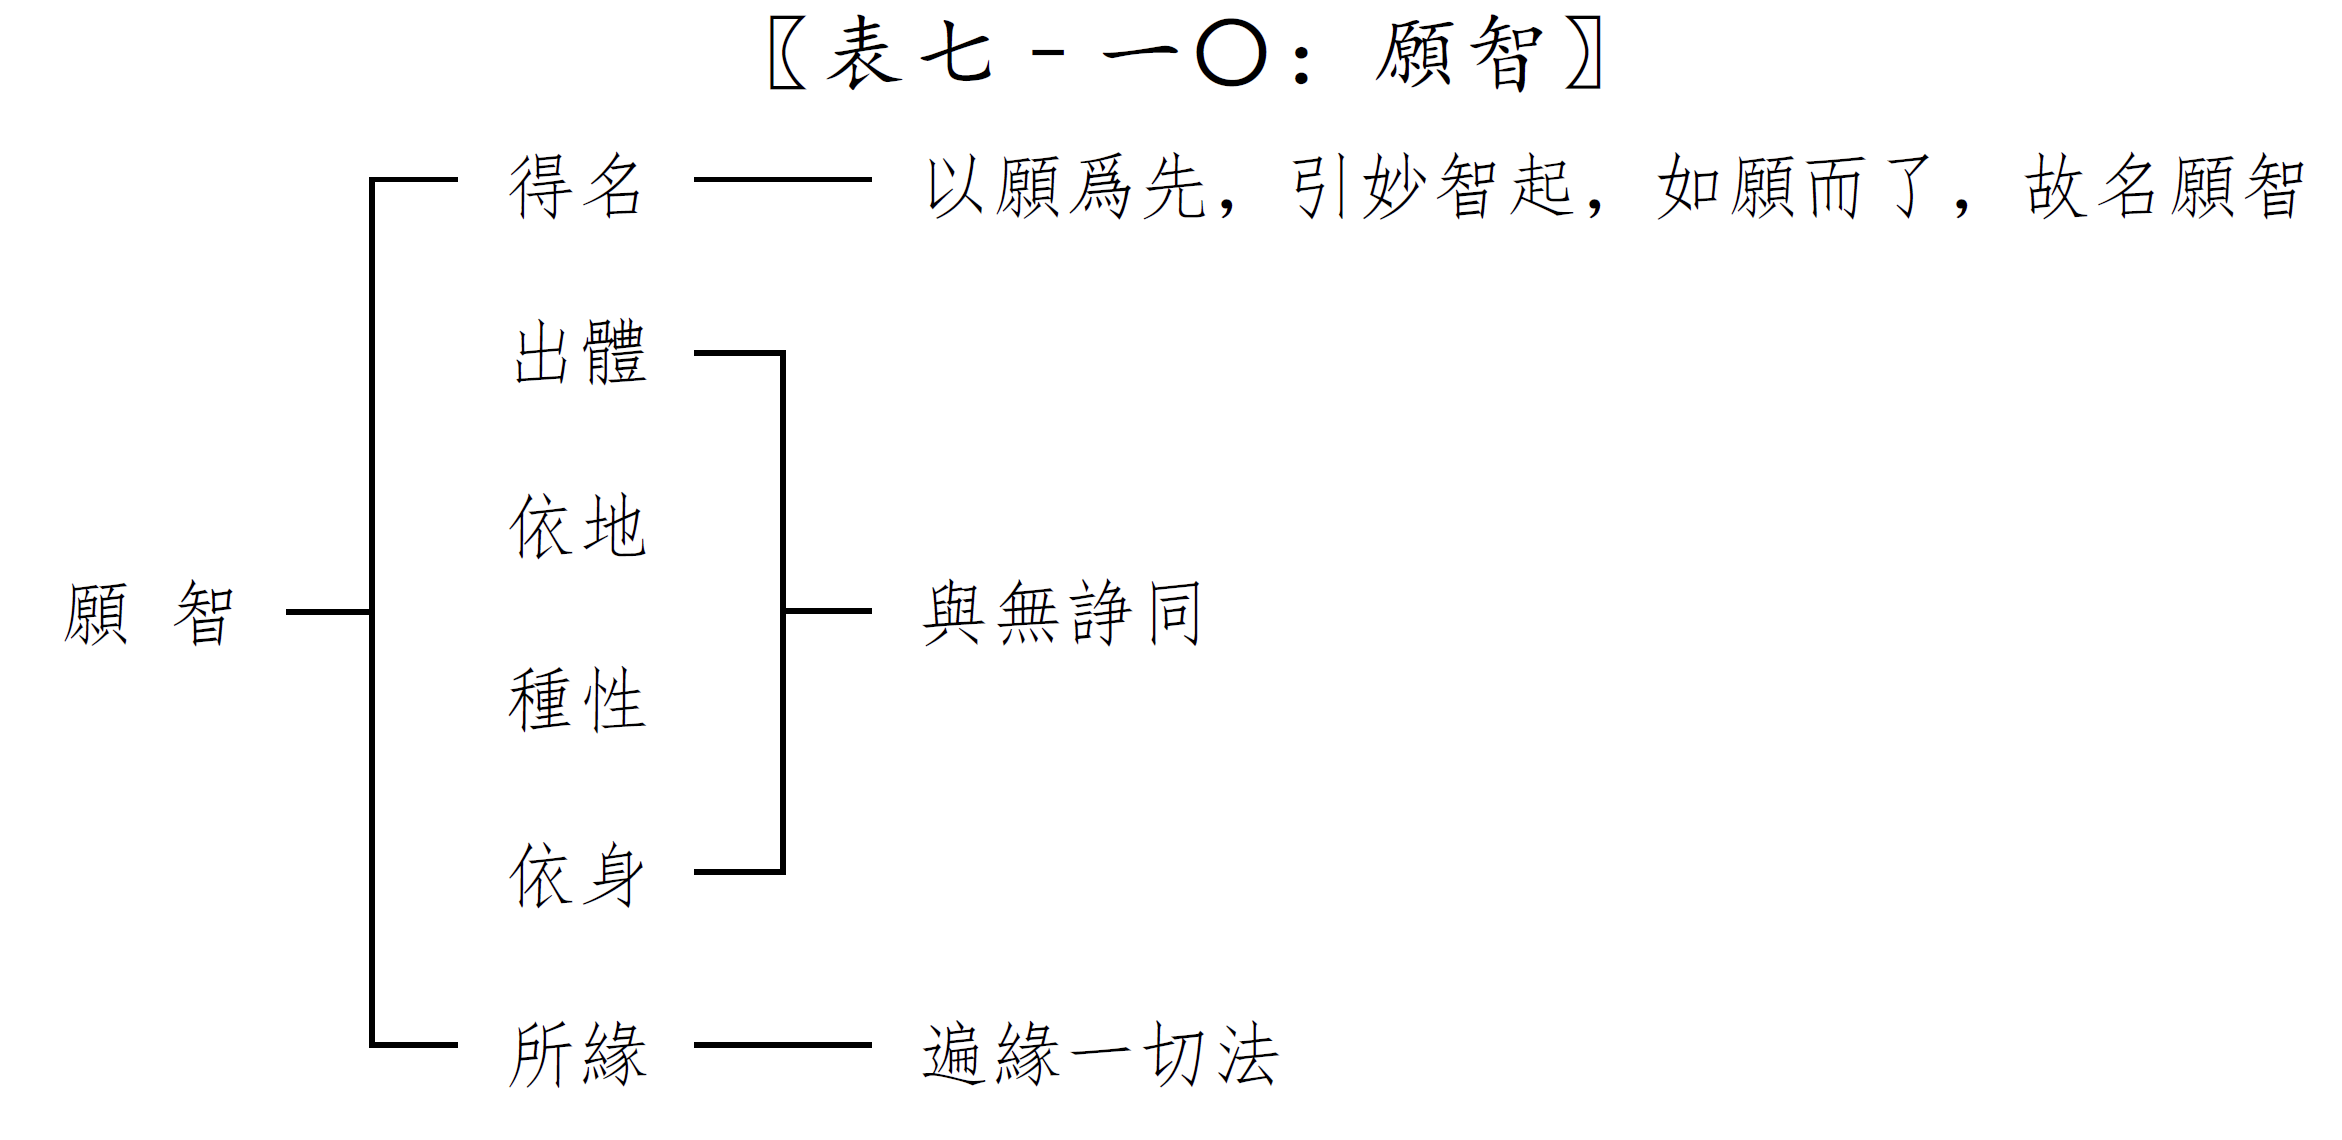 〖表七-一〇：願智〗
得名 以願爲先，引妙智起，如願而了，故名願智
出體
依地
願智 與無諍同
種性
依身
所緣 遍緣一切法